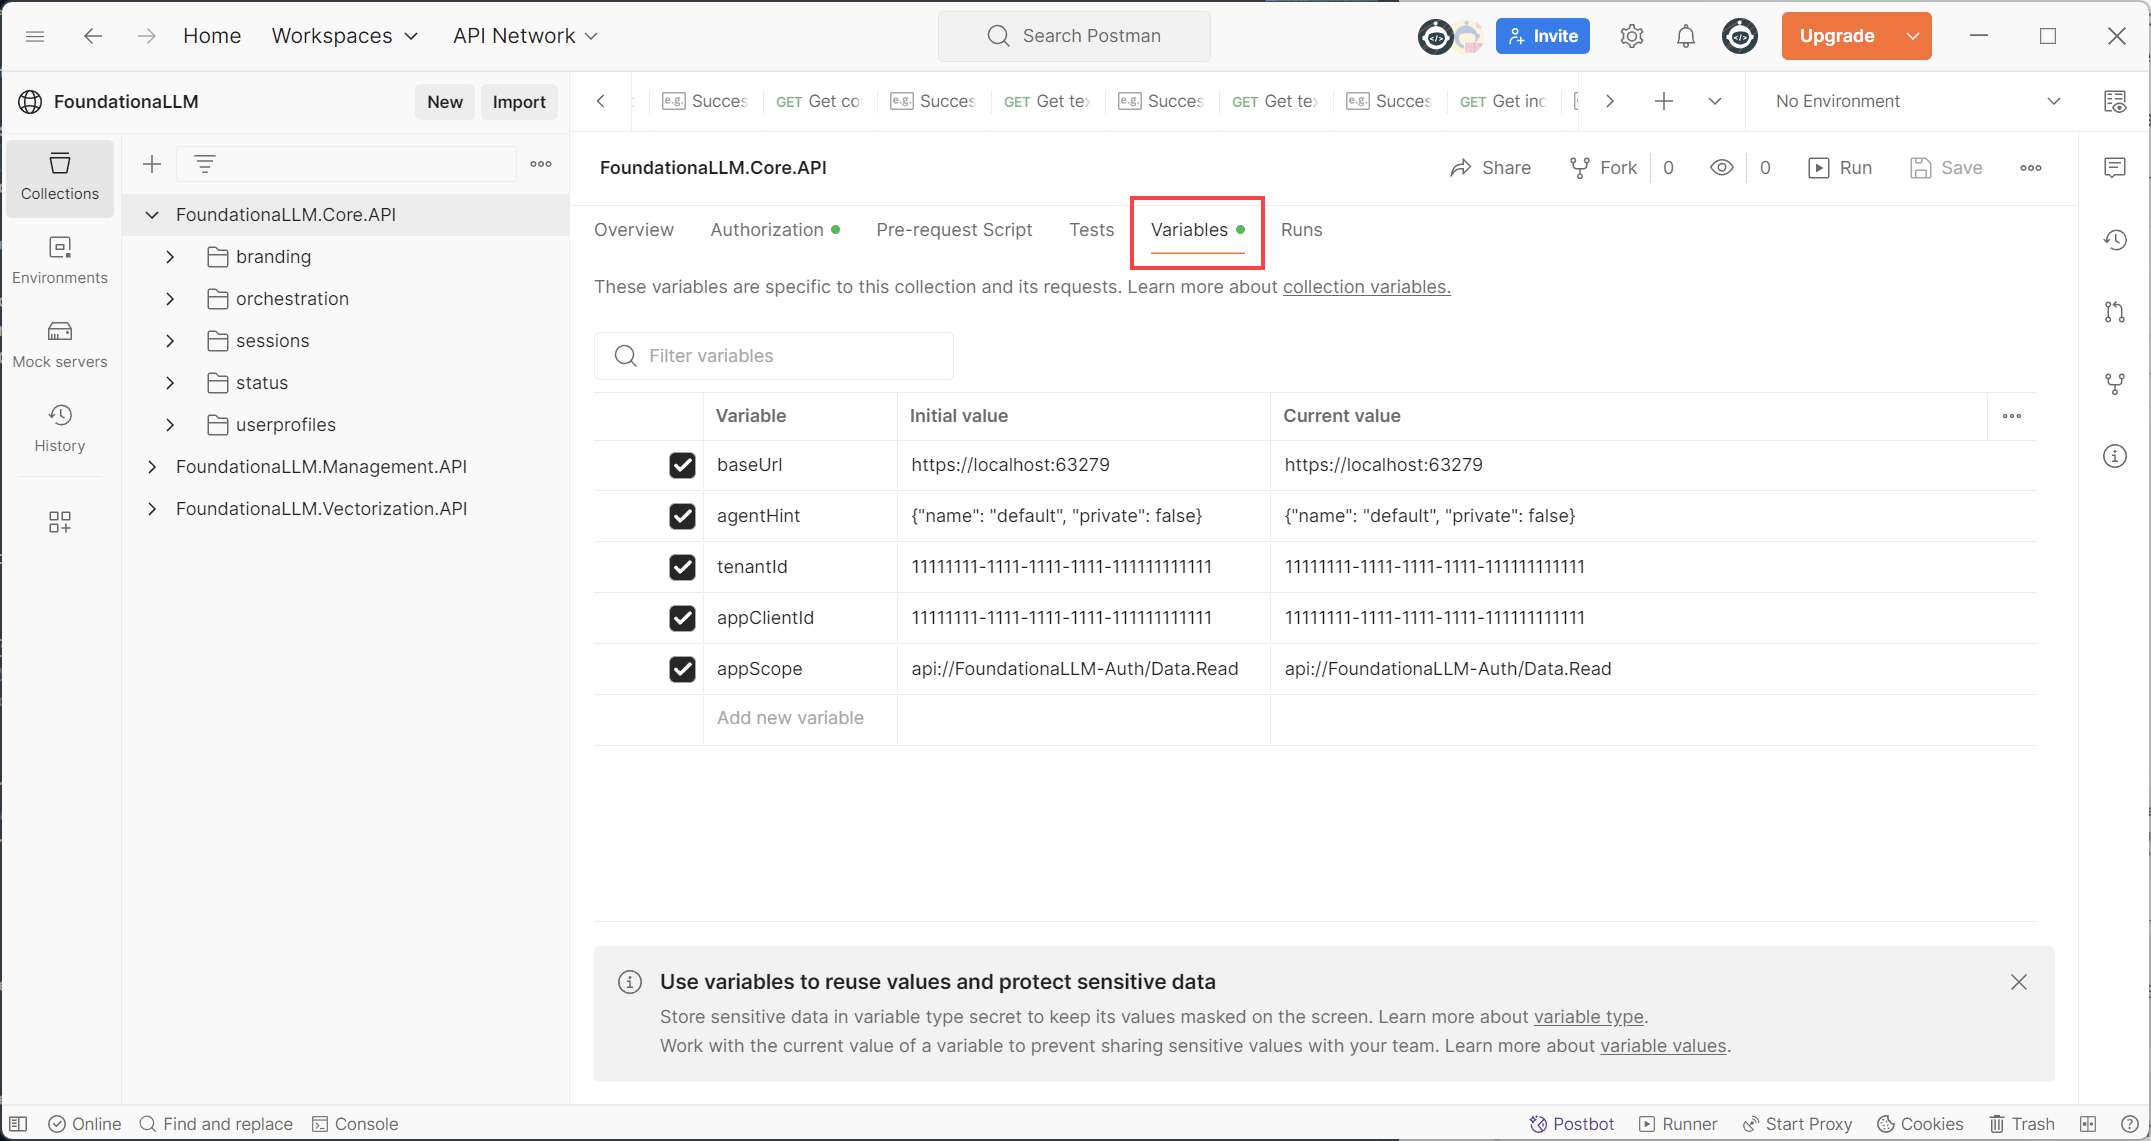 Home Workspaces API Network Search Postman Invite Upgrade
FoundationaLLM New Import
Succes GET Get co Succes GET Get te Succes GET Get te Succes GET Get inc No Environment
Collections
Environments
Mock servers
History
FoundationaLLM.Core.API
branding
orchestration
sessions
status
userprofiles
FoundationaLLM.Management.API
FoundationaLLM.Vectorization.API
FoundationaLLM.Core.API Share Fork 0 0 Run Save
Overview Authorization Pre-request Script Tests Variables Runs
These variables are specific to this collection and its requests. Learn more about collection variables.
Filter variables
Variable Initial value Current value
baseUrl https://localhost:63279 https://localhost:63279
agentHint {"name": "default", "private": false} {"name": "default", "private": false}
tenantId 11111111-1111-1111-1111-111111111111 11111111-1111-1111-1111-111111111111
appClientId 11111111-1111-1111-1111-111111111111 11111111-1111-1111-1111-111111111111
appScope api://FoundationaLLM-Auth/Data.Read api://FoundationaLLM-Auth/Data.Read
Add new variable
Use variables to reuse values and protect sensitive data
Store sensitive data in variable type secret to keep its values masked on the screen. Learn more about variable type.
Work with the current value of a variable to prevent sharing sensitive values with your team. Learn more about variable values.
Online Find and replace Console Postbot Runner Start Proxy Cookies Trash